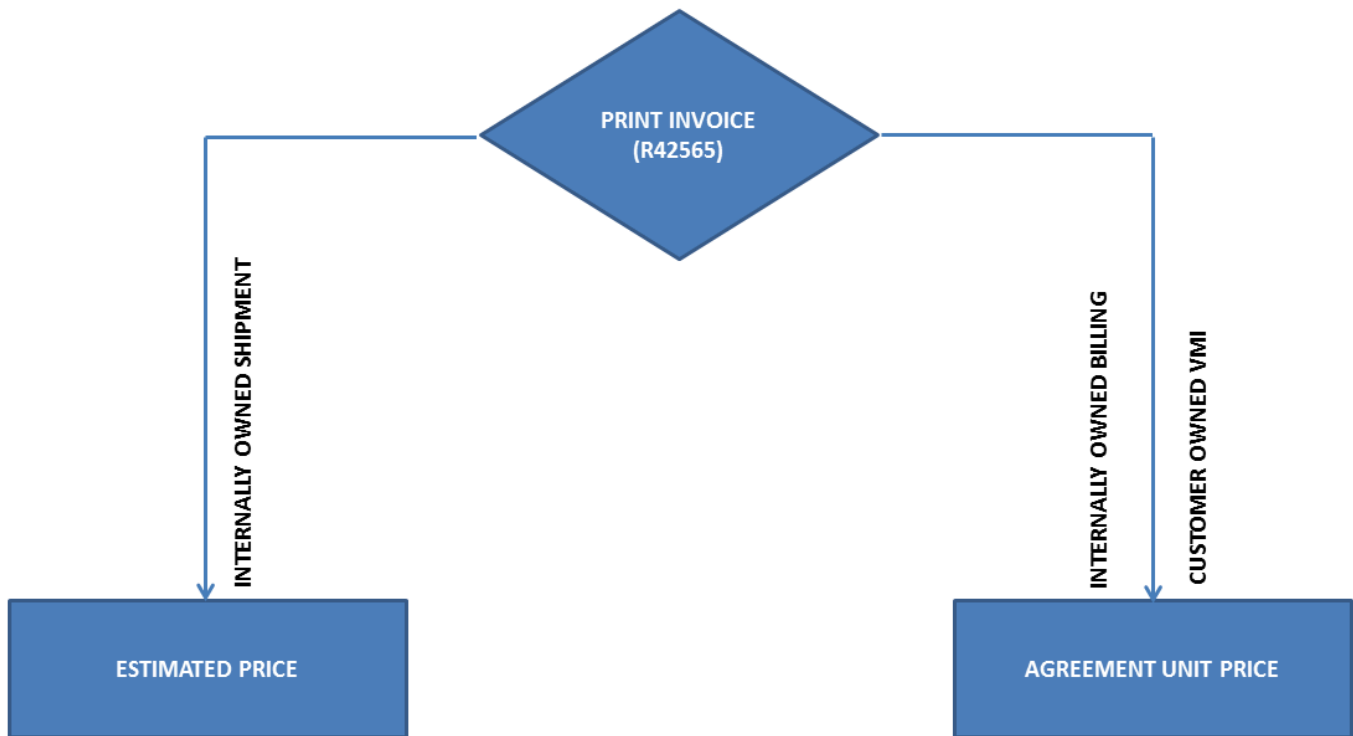 PRINT INVOICE
(R42565)
INTERNALLY OWNED SHIPMENT
INTERNALLY OWNED BILLING
CUSTOMER OWNED VMI
ESTIMATED PRICE
AGREEMENT UNIT PRICE